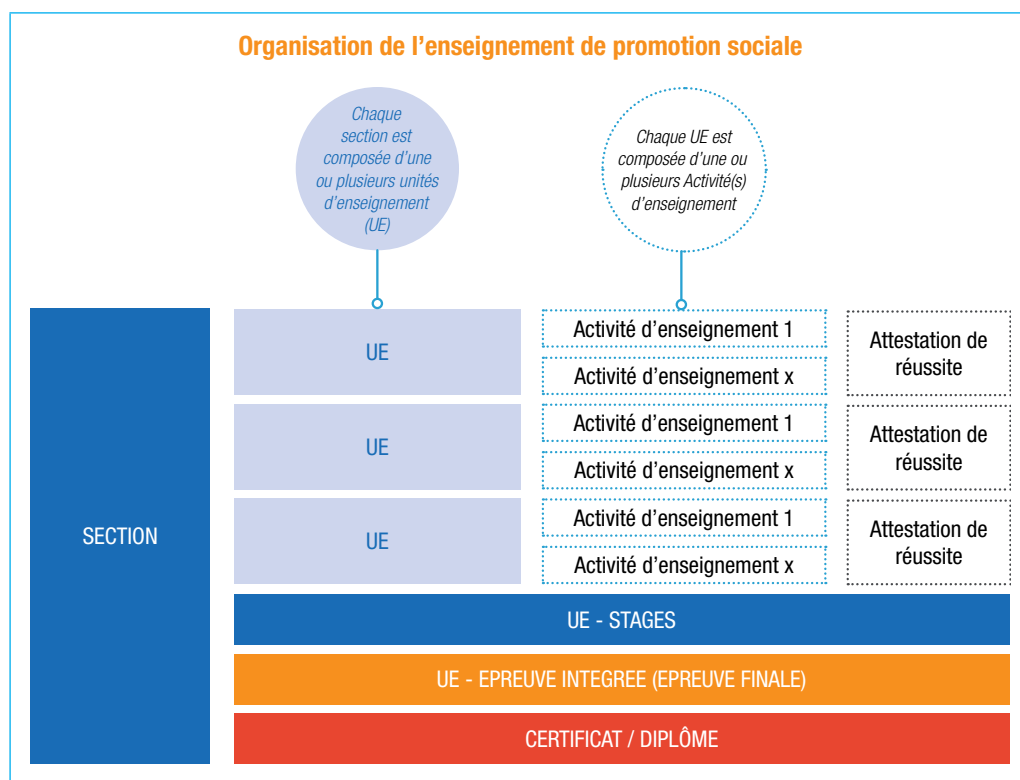 Organisation de l’enseignement de promotion sociale
Chaque
section est
composée d’une
ou plusieurs unités
d’enseignement
(UE)
Chaque UE est
composée d’une ou
plusieurs Activité(s)
d’enseignement
SECTION
UE
Activité d’enseignement 1
Activité d’enseignement x
Attestation de
réussite
UE
Activité d’enseignement 1
Activité d’enseignement x
Attestation de
réussite
UE
Activité d’enseignement 1
Activité d’enseignement x
Attestation de
réussite
UE - STAGES
UE - EPREUVE INTEGREE (EPREUVE FINALE)
CERTIFICAT / DIPLÔME